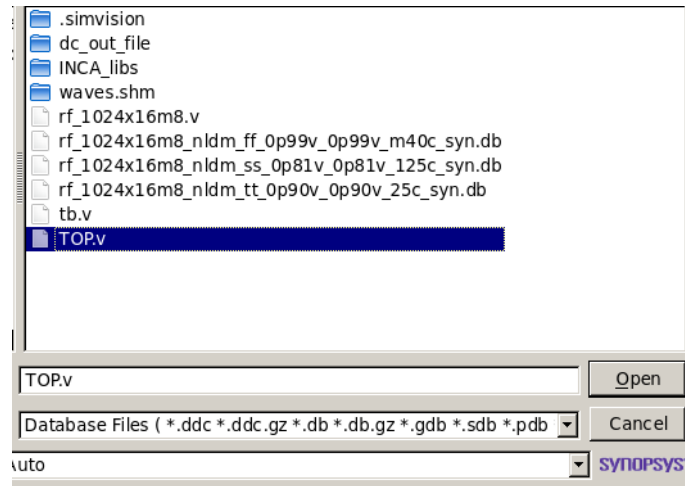 .simvision
dc_out_file
INCA_libs
waves.shm
rf_1024x16m8.v
rf_1024x16m8_nldm_ff_0p99v_0p99v_m40c_syn.db
rf_1024x16m8_nldm_ss_0p81v_0p81v_125c_syn.db
rf_1024x16m8_nldm_tt_0p90v_0p90v_25c_syn.db
tb.v
TOP.v
TOP.v Open
Database Files ( *.ddc *.ddc.gz *.db *.db.gz *.gdb *.sdb *.pdb Cancel
Auto SYNOPSYS